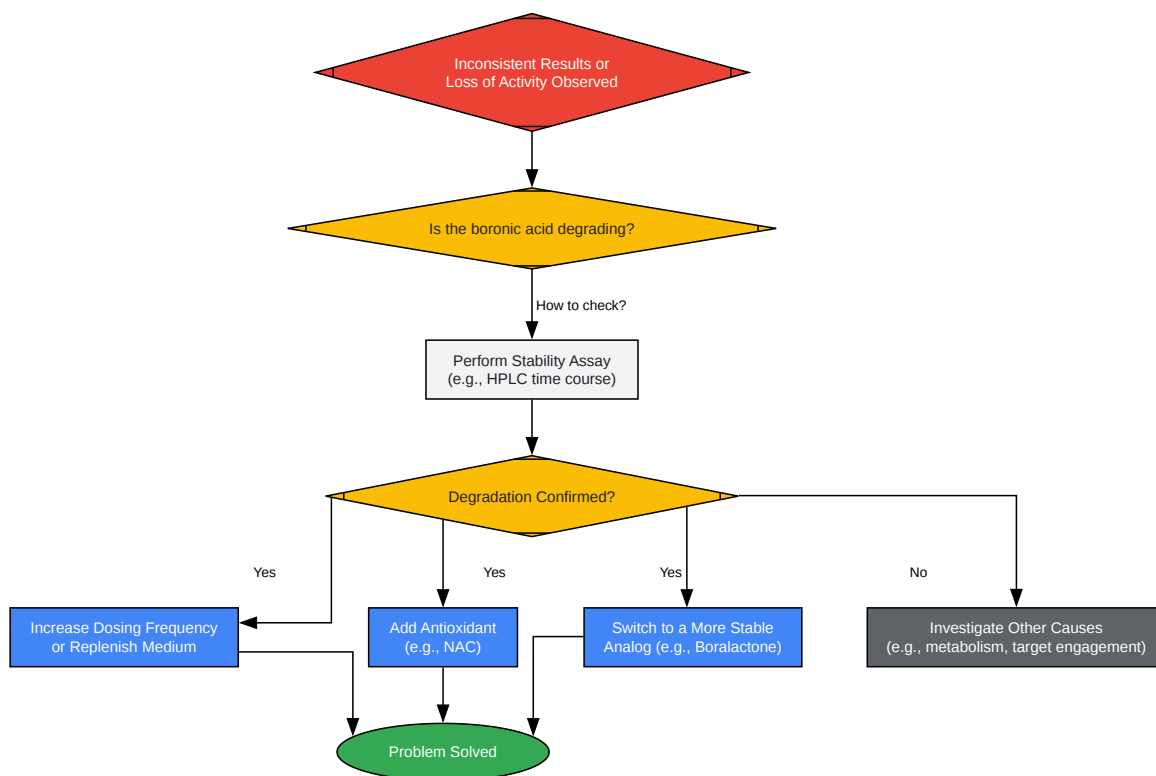 Inconsistent Results or
Loss of Activity Observed
Is the boronic acid degrading?
How to check?
Perform Stability Assay
(e.g., HPLC time course)
Degradation Confirmed?
Yes
Yes
Yes
No
Increase Dosing Frequency
or Replenish Medium
Add Antioxidant
(e.g., NAC)
Switch to a More Stable
Analog (e.g., Boralactone)
Investigate Other Causes
(e.g., metabolism, target engagement)
Problem Solved